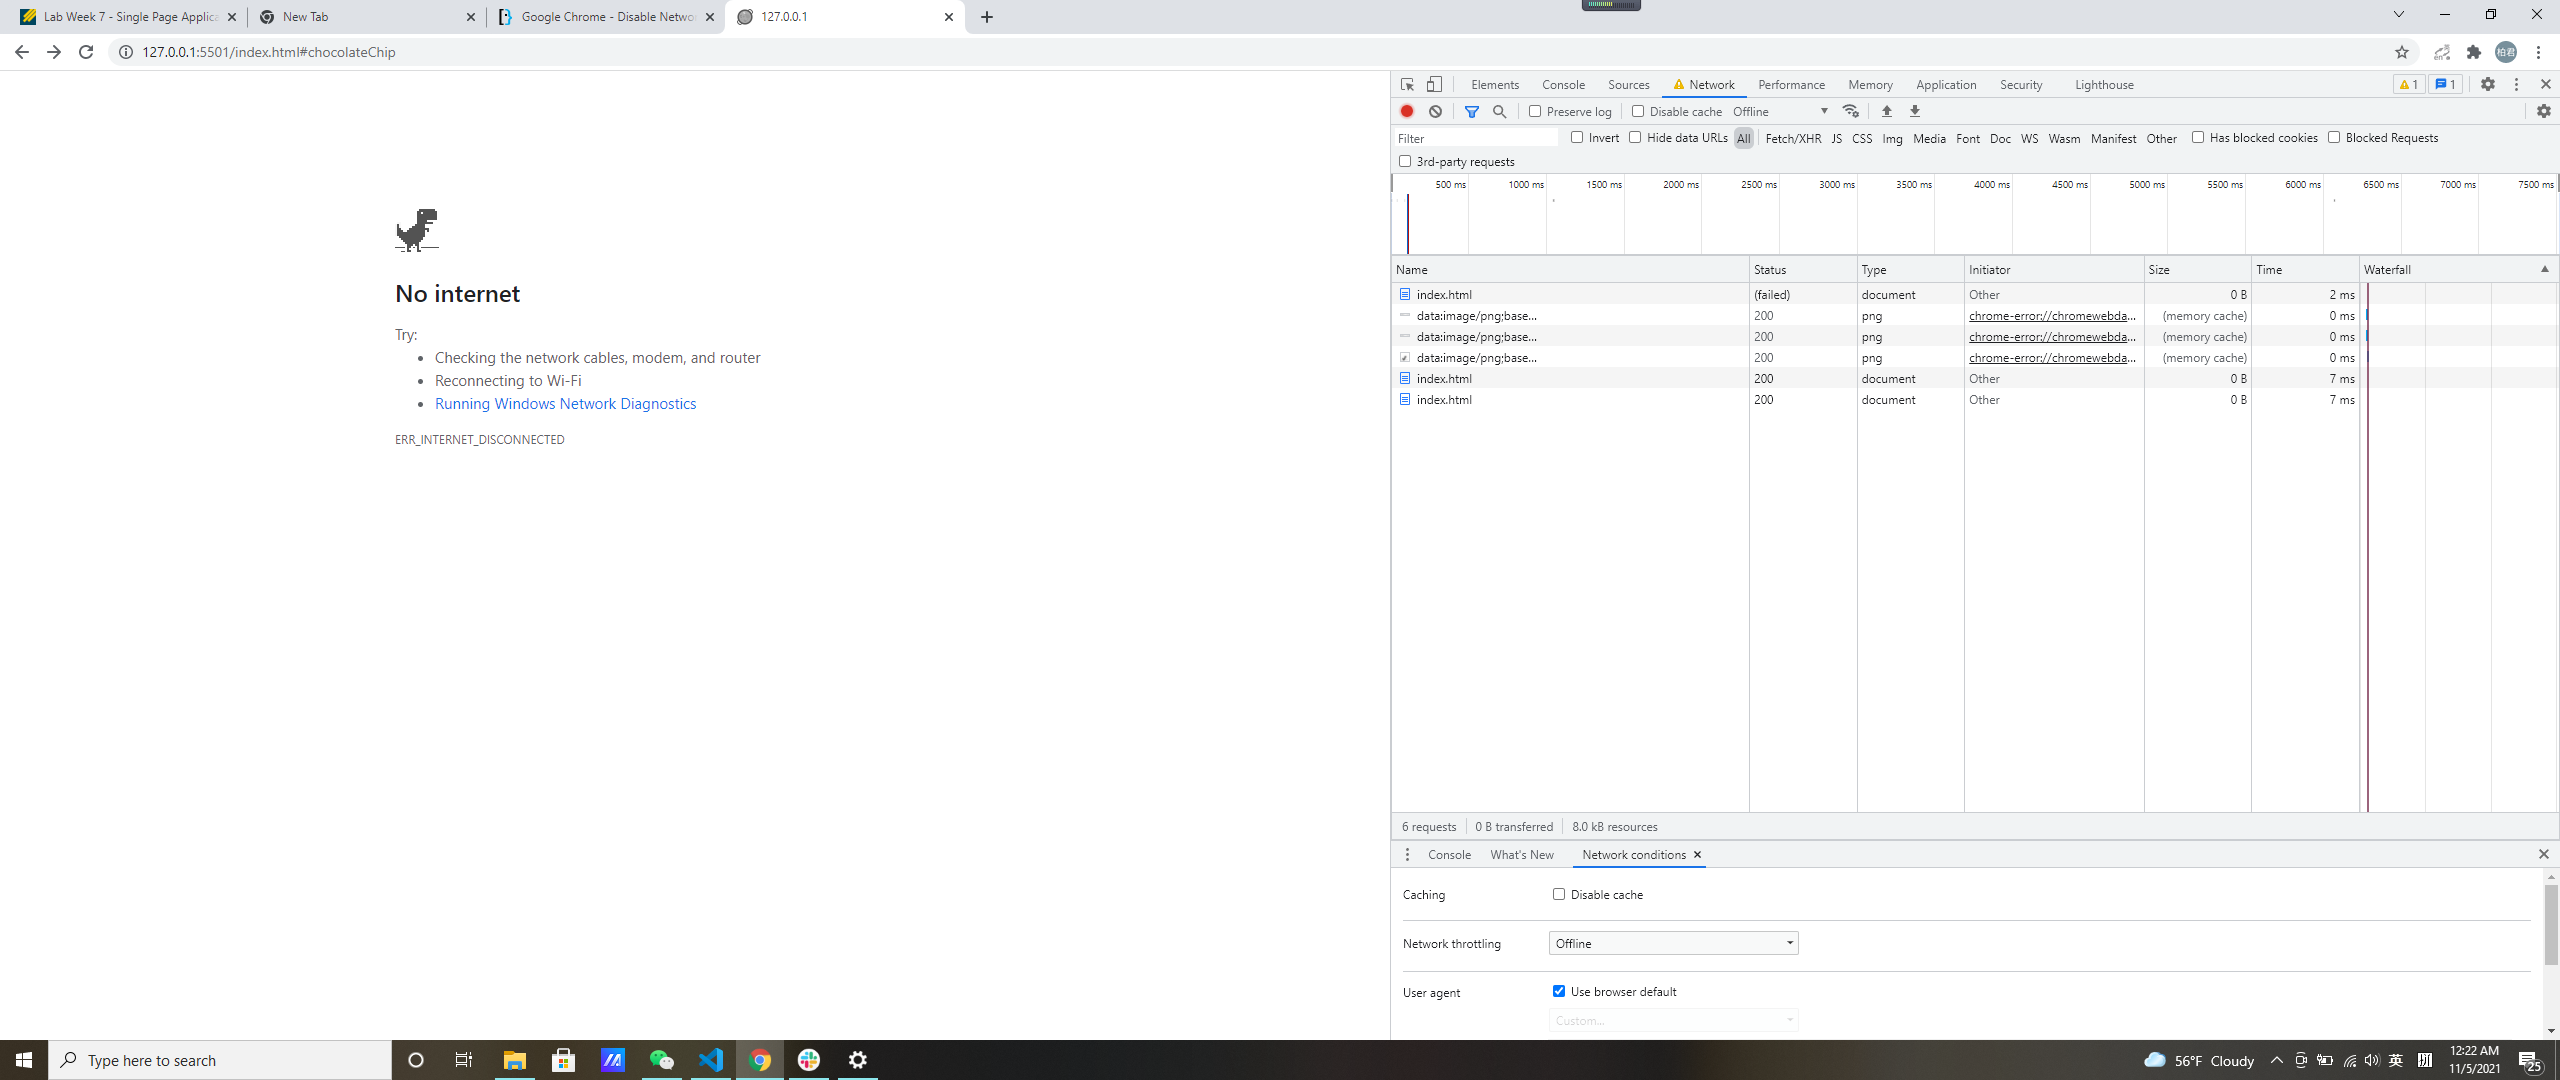 Lab Week 7 - Single Page Applica
New Tab
Google Chrome - Disable Networ
127.0.0.1
127.0.0.1:5501/index.html#chocolateChip
en
柏君
No internet
Try:
Checking the network cables, modem, and router
Reconnecting to Wi-Fi
Running Windows Network Diagnostics
ERR_INTERNET_DISCONNECTED
Elements Console Sources Network Performance Memory Application Security Lighthouse 1 1
Preserve log Disable cache Offline
Filter Invert Hide data URLs All Fetch/XHR JS CSS Img Media Font Doc WS Wasm Manifest Other Has blocked cookies Blocked Requests
3rd-party requests
500 ms 1000 ms 1500 ms 2000 ms 2500 ms 3000 ms 3500 ms 4000 ms 4500 ms 5000 ms 5500 ms 6000 ms 6500 ms 7000 ms 7500 ms
Name Status Type Initiator Size Time Waterfall
index.html (failed) document Other 0 B 2 ms
data:image/png;base... 200 png chrome-error://chromewebda... (memory cache) 0 ms
data:image/png;base... 200 png chrome-error://chromewebda... (memory cache) 0 ms
data:image/png;base... 200 png chrome-error://chromewebda... (memory cache) 0 ms
index.html 200 document Other 0 B 7 ms
index.html 200 document Other 0 B 7 ms
6 requests 0 B transferred 8.0 kB resources
Console What's New Network conditions
Caching Disable cache
Network throttling Offline
User agent Use browser default
Custom...
Type here to search
56°F Cloudy
英
拼
12:22 AM
11/5/2021
25